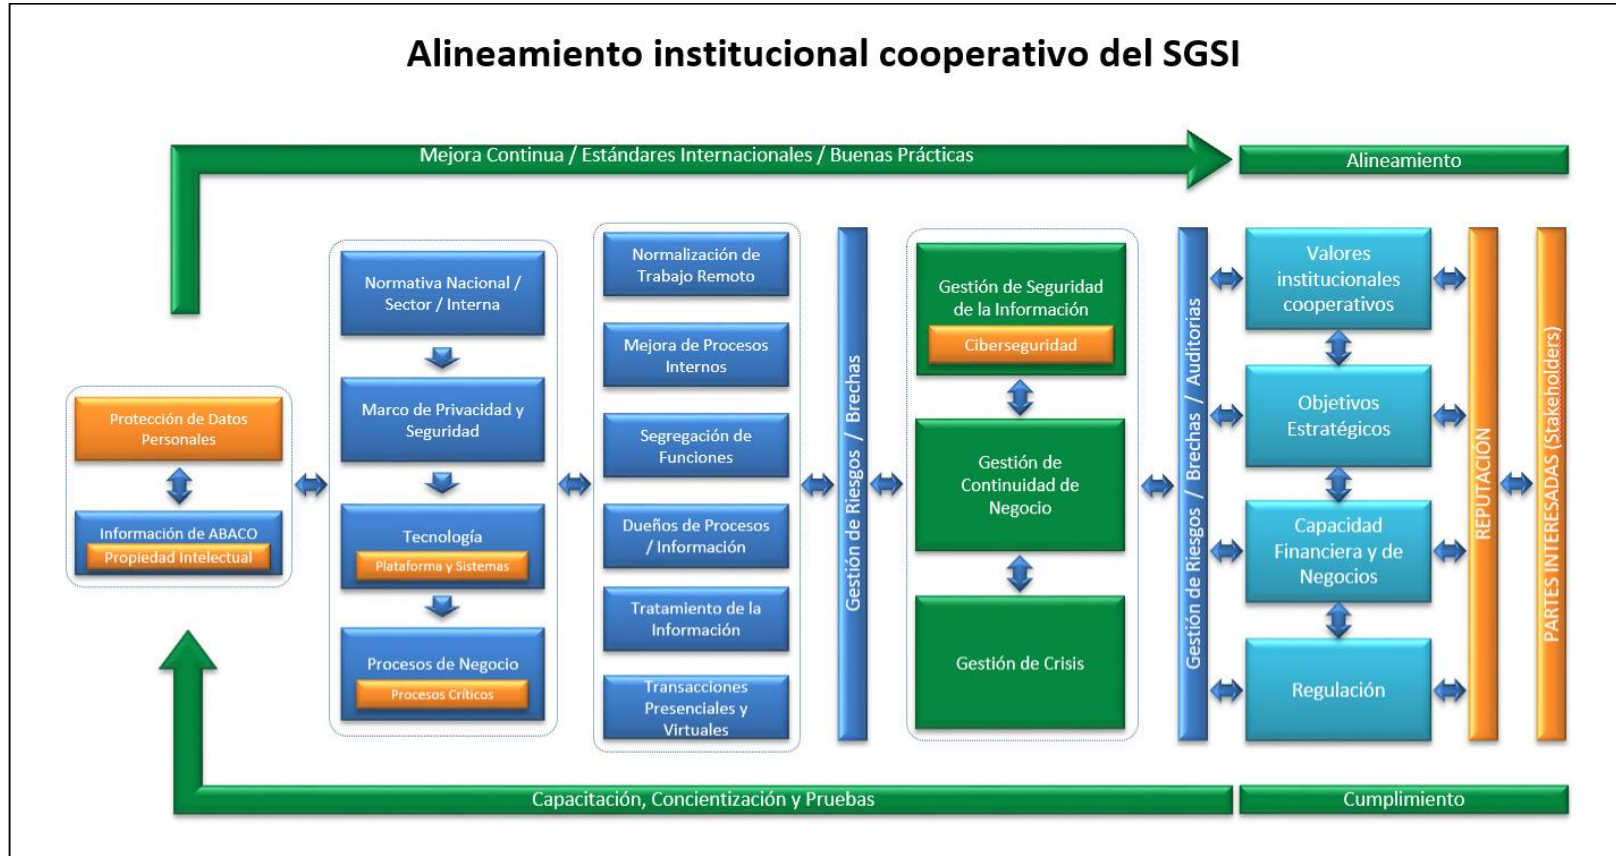 Alineamiento institucional cooperativo del SGSI
Mejora Continua / Estándares Internacionales / Buenas Prácticas
Alineamiento
Protección de Datos
Personales
Información de ABACO
Propiedad Intelectual
Normativa Nacional /
Sector / Interna
Marco de Privacidad y
Seguridad
Tecnología
Plataforma y Sistemas
Procesos de Negocio
Procesos Críticos
Normalización de
Trabajo Remoto
Mejora de Procesos
Internos
Segregación de
Funciones
Dueños de Procesos
/ Información
Tratamiento de la
Información
Transacciones
Presenciales y
Virtuales
Gestión de Riesgos / Brechas
Gestión de Seguridad
de la Información
Ciberseguridad
Gestión de
Continuidad de
Negocio
Gestión de Crisis
Gestión de Riesgos / Brechas / Auditorias
Valores
institucionales
cooperativos
Objetivos
Estratégicos
Capacidad
Financiera y de
Negocios
Regulación
REPUTACIÓN
PARTES INTERESADAS (Stakeholders)
Capacitación, Concientización y Pruebas
Cumplimiento